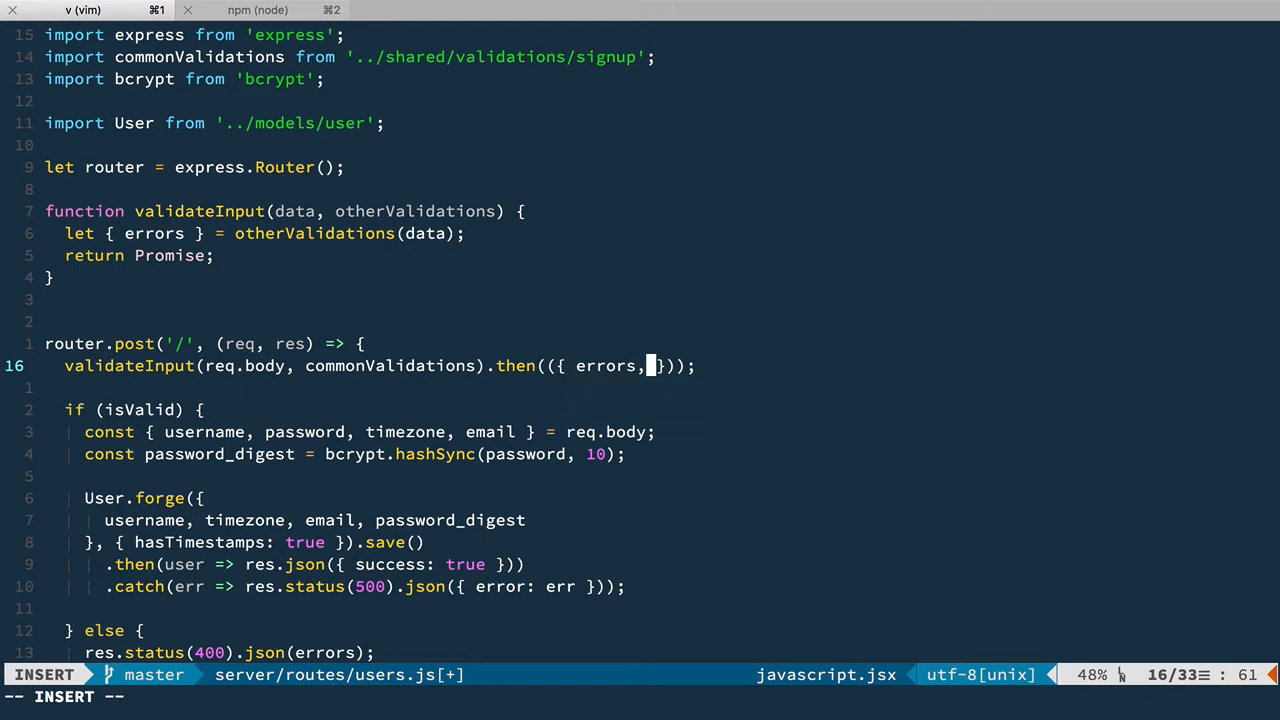 v (vim) ⌘1 npm (node) ⌘2
15 import express from 'express';
14 import commonValidations from '../shared/validations/signup';
13 import bcrypt from 'bcrypt';
12
11 import User from '../models/user';
10
9 let router = express.Router();
8
7 function validateInput(data, otherValidations) {
6   let { errors } = otherValidations(data);
5   return Promise;
4 }
3
2
1 router.post('/', (req, res) => {
16   validateInput(req.body, commonValidations).then(({ errors, }));
1
2   if (isValid) {
3     const { username, password, timezone, email } = req.body;
4     const password_digest = bcrypt.hashSync(password, 10);
5
6     User.forge({
7       username, timezone, email, password_digest
8     }, { hasTimestamps: true }).save()
9       .then(user => res.json({ success: true }))
10       .catch(err => res.status(500).json({ error: err }));
11
12   } else {
13     res.status(400).json(errors);
INSERT master server/routes/users.js[+] javascript.jsx utf-8[unix] 48% 16/33 : 61
-- INSERT --